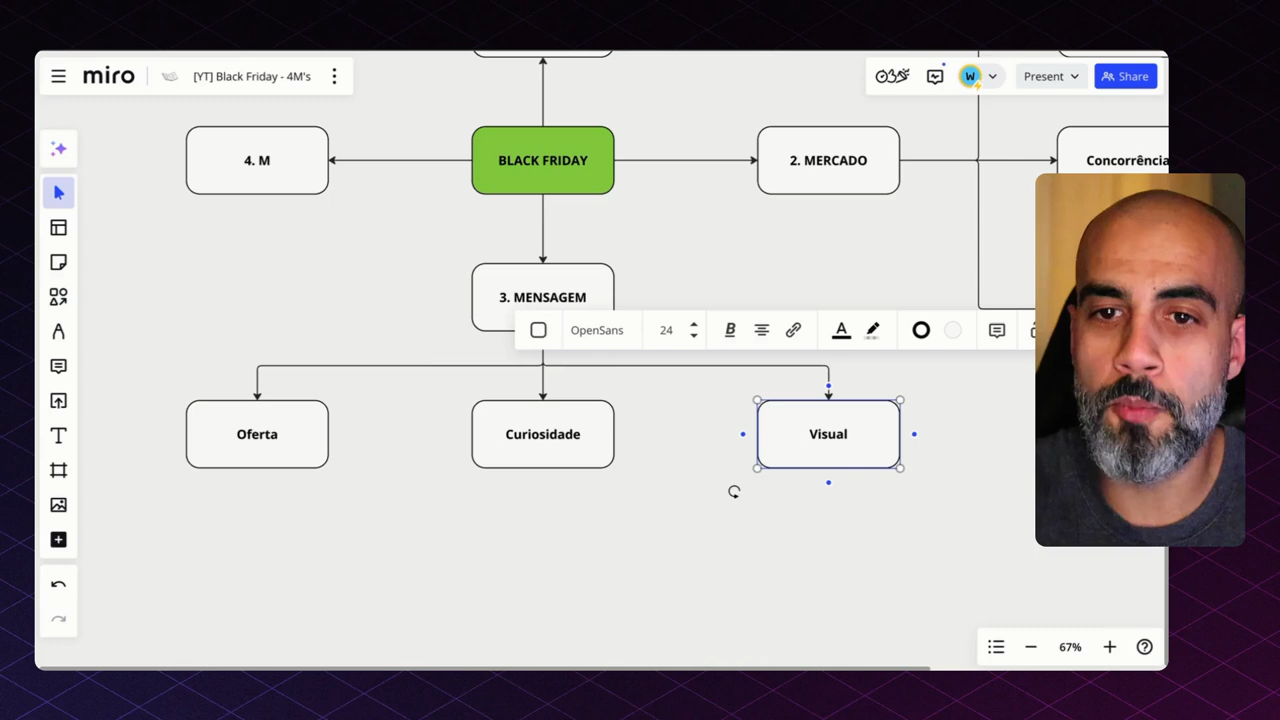 miro
[YT] Black Friday - 4M's
W
Present
Share
4. M
BLACK FRIDAY
2. MERCADO
Concorrência
3. MENSAGEM
OpenSans
24
B
A
Oferta
Curiosidade
Visual
67%